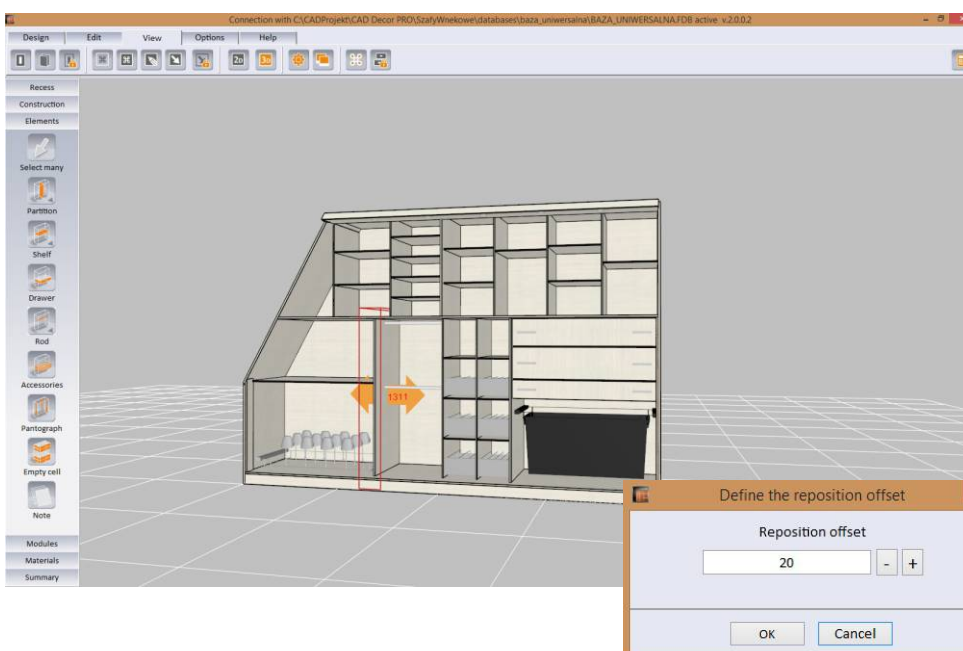 Connection with C:\CADProjekt\CAD Decor PRO\SzafyWnekowe\databases\baza_uniwersalna\BAZA_UNIWERSALNA.FDB active v.2.0.0.2
Design Edit View Options Help
2D 3D
Recess
Construction
Elements
Select many
Partition
Shelf
Drawer
Rod
Accessories
Pantograph
Empty cell
Note
Modules
Materials
Summary
1311
Define the reposition offset
Reposition offset
20 - +
OK Cancel